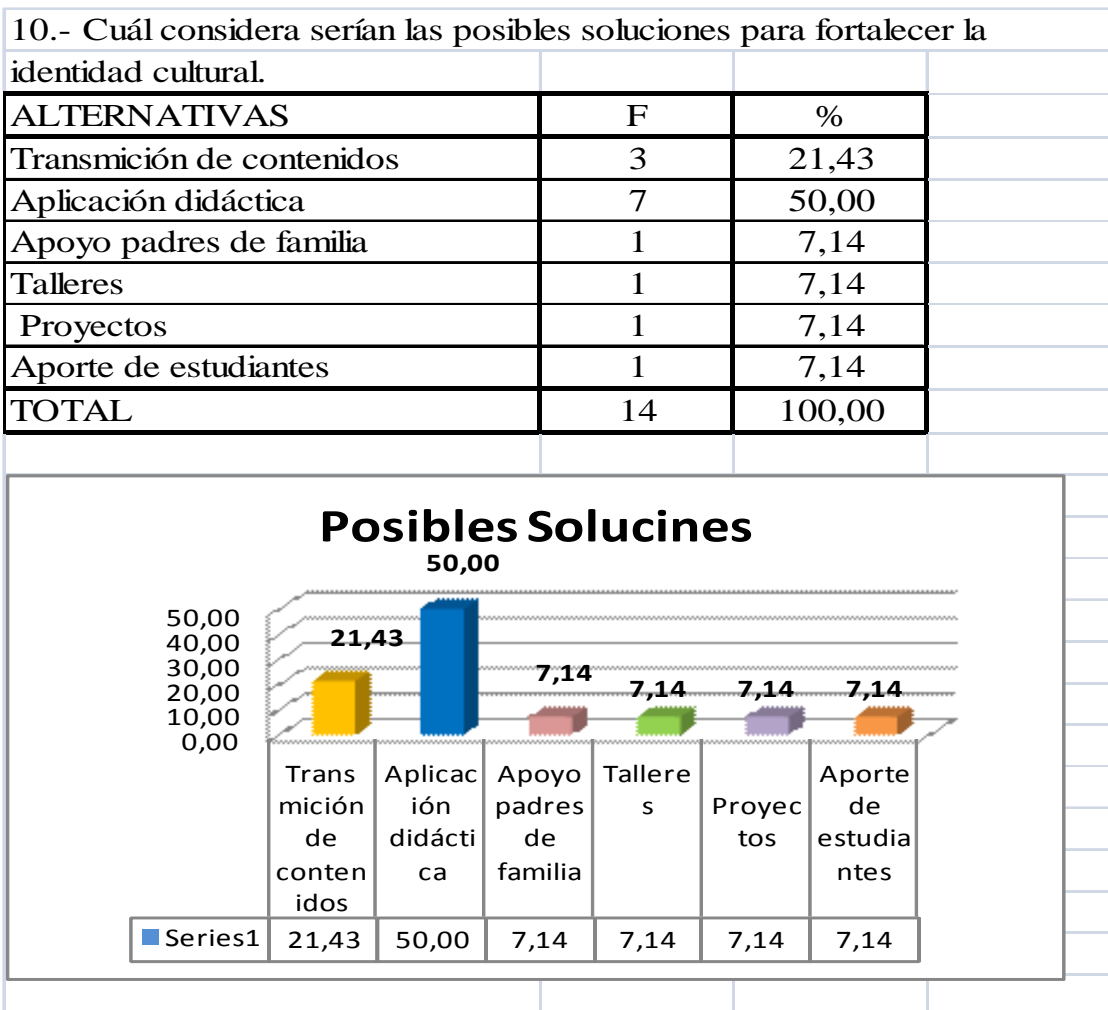 10.- Cuál considera serían las posibles soluciones para fortalecer la
identidad cultural.
ALTERNATIVAS F %
Transmición de contenidos 3 21,43
Aplicación didáctica 7 50,00
Apoyo padres de familia 1 7,14
Talleres 1 7,14
Proyectos 1 7,14
Aporte de estudiantes 1 7,14
TOTAL 14 100,00
Posibles Solucines
50,00
21,43
7,14
7,14
7,14
7,14
50,00
40,00
30,00
20,00
10,00
0,00
Trans
mición
de
conten
idos
Aplicac
ión
didácti
ca
Apoyo
padres
de
familia
Tallere
s
Proyec
tos
Aporte
de
estudia
ntes
Series1 21,43 50,00 7,14 7,14 7,14 7,14